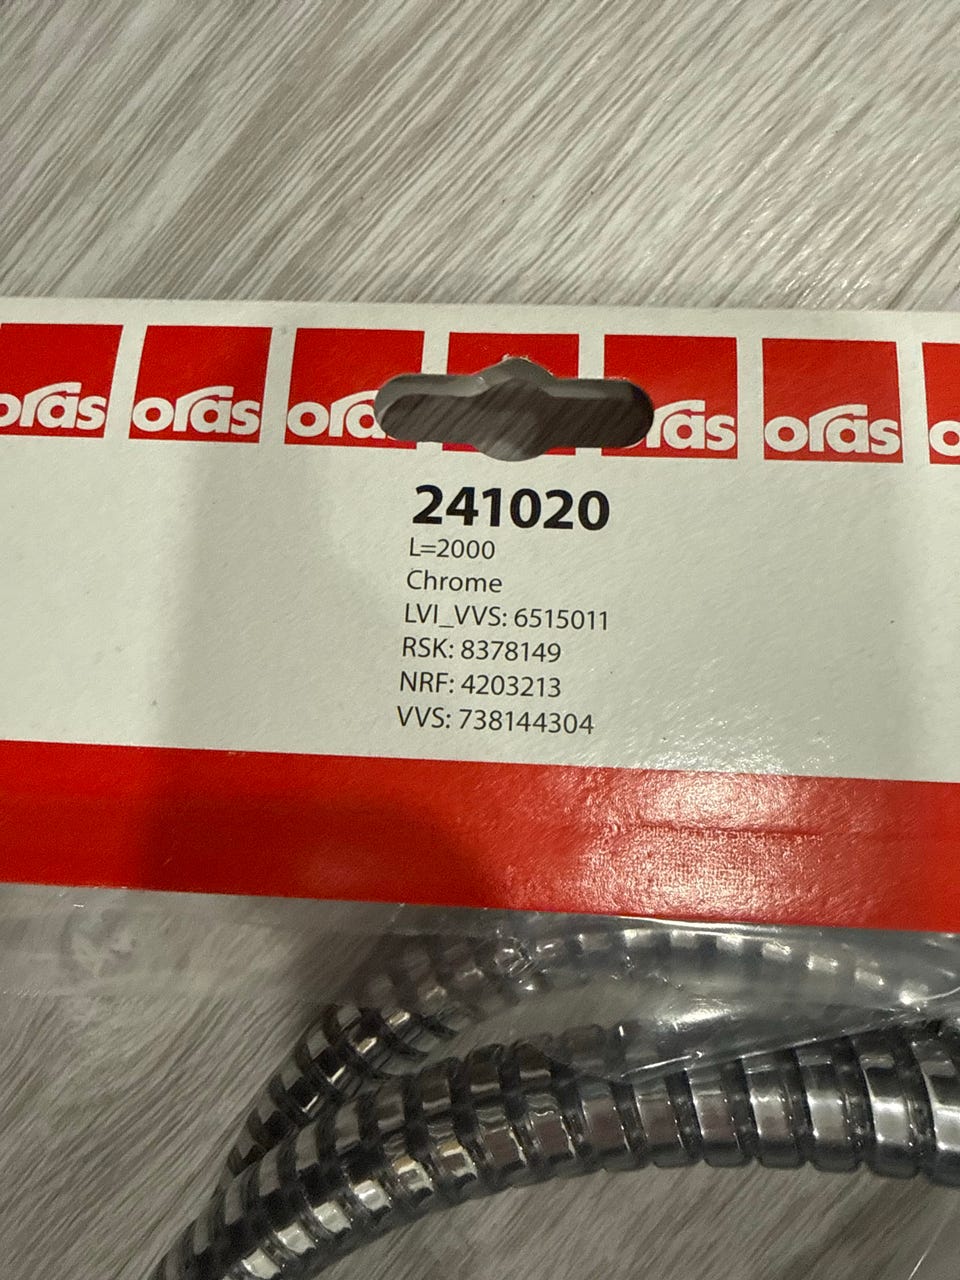 oras oras oras oras oras
241020
L=2000
Chrome
LVI_VVS: 6515011
RSK: 8378149
NRF: 4203213
VVS: 738144304